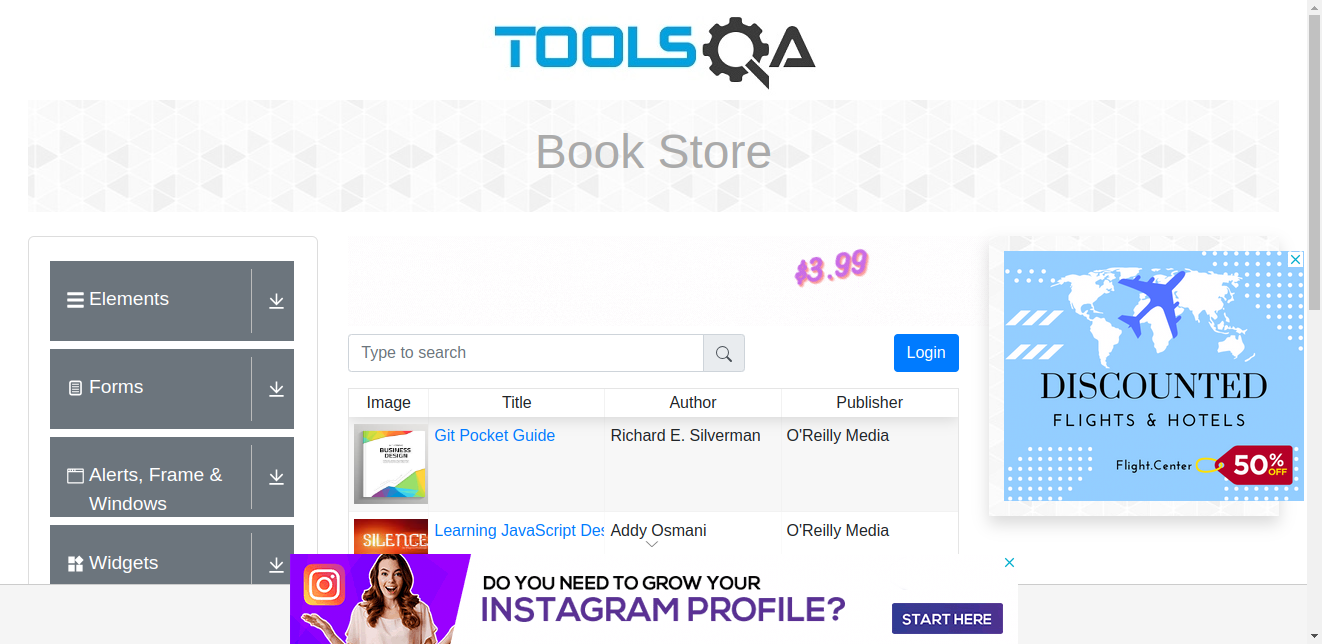 TOOLSQA
Book Store
Elements
Forms
Alerts, Frame &
Windows
Widgets
$3.99
Type to search
Login
Image Title Author Publisher
BUSINESS
DESIGN
Git Pocket Guide Richard E. Silverman O'Reilly Media
SILENCE
Learning JavaScript Des Addy Osmani O'Reilly Media
DISCOUNTED
FLIGHTS & HOTELS
Flight.Center
50% OFF
DO YOU NEED TO GROW YOUR
INSTAGRAM PROFILE?
START HERE